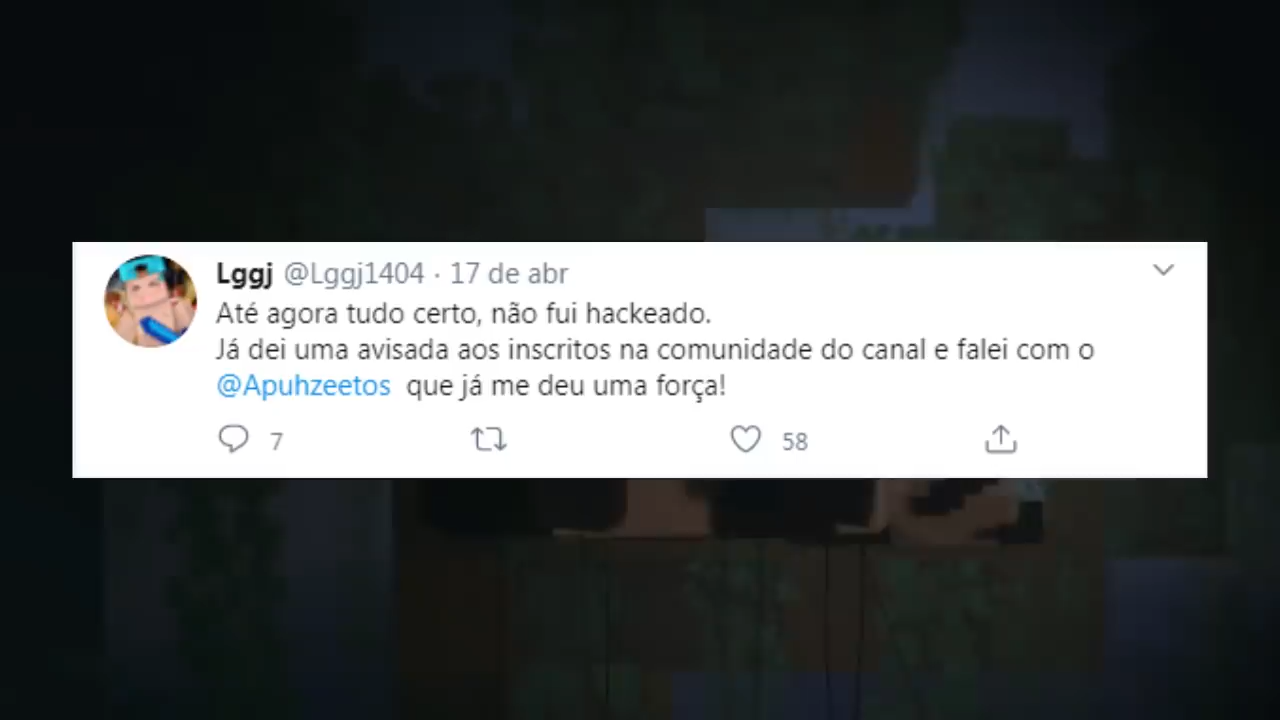 Lggj @Lggj1404 · 17 de abr
Até agora tudo certo, não fui hackeado.
Já dei uma avisada aos inscritos na comunidade do canal e falei com o
@Apuhzeetos que já me deu uma força!
7 58